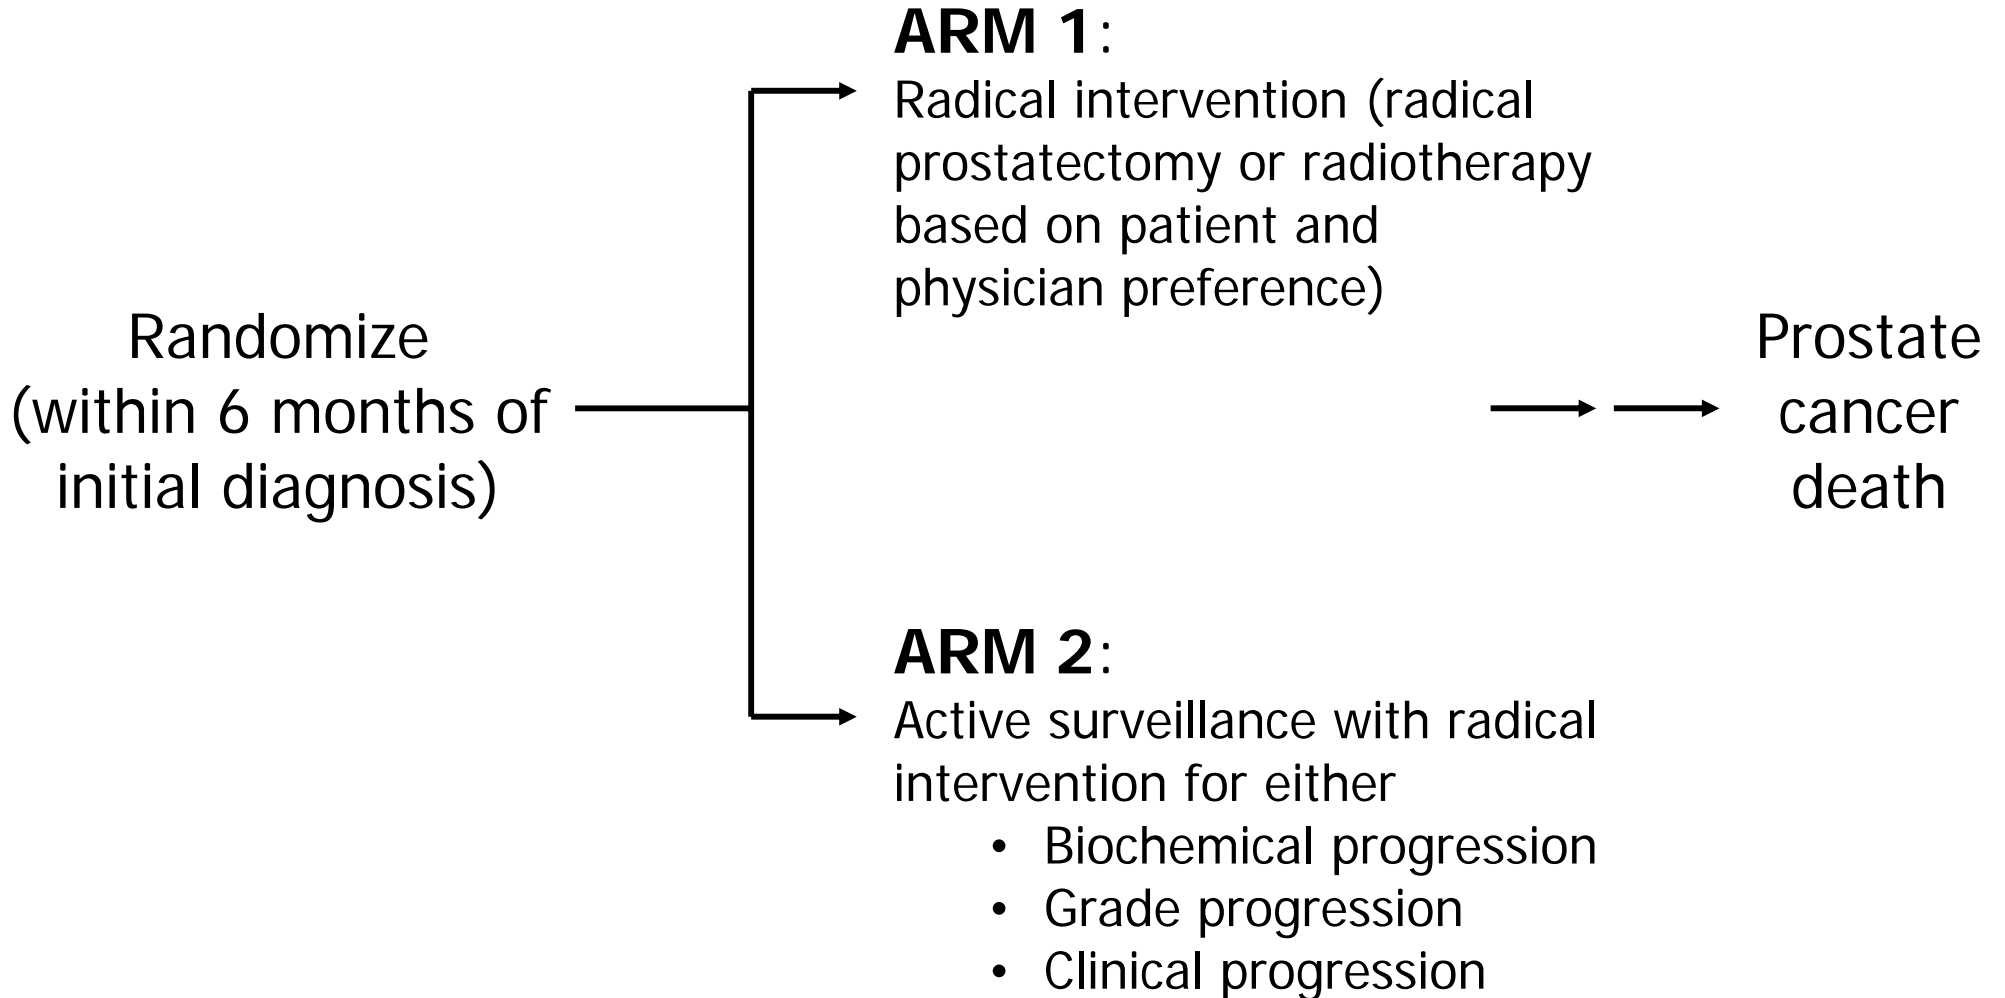 Randomize
(within 6 months of
initial diagnosis)
ARM 1:
Radical intervention (radical
prostatectomy or radiotherapy
based on patient and
physician preference)
ARM 2:
Active surveillance with radical
intervention for either
• Biochemical progression
• Grade progression
• Clinical progression
Prostate
cancer
death